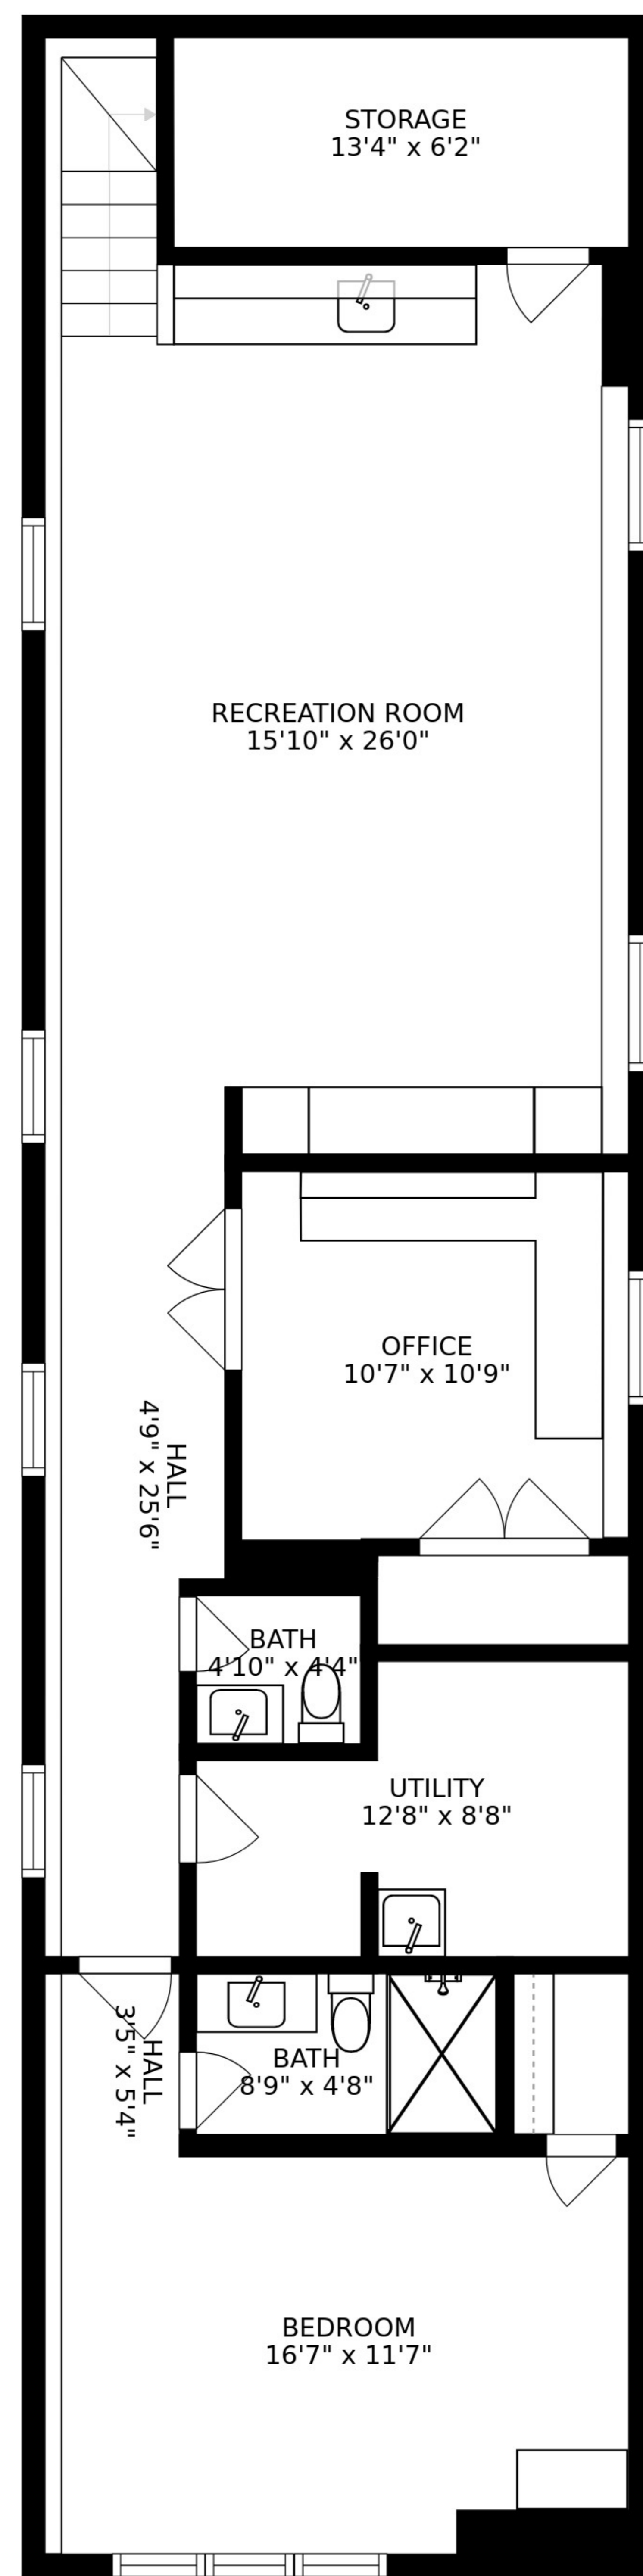 STORAGE
13'4" x 6'2"
RECREATION ROOM
15'10" x 26'0"
OFFICE
10'7" x 10'9"
HALL
4'9" x 25'6"
BATH
4'10" x 4'4"
UTILITY
12'8" x 8'8"
HALL
3'5" x 5'4"
BATH
8'9" x 4'8"
BEDROOM
16'7" x 11'7"